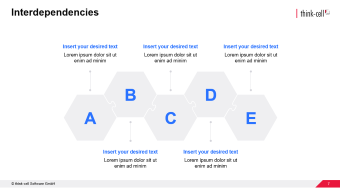 Interdependencies
think-cell
Insert your desired text
Lorem ipsum dolor sit ut
enim ad minim
Insert your desired text
Lorem ipsum dolor sit ut
enim ad minim
Insert your desired text
Lorem ipsum dolor sit ut
enim ad minim
A
B
C
D
E
Insert your desired text
Lorem ipsum dolor sit ut
enim ad minim
Insert your desired text
Lorem ipsum dolor sit ut
enim ad minim
© think-cell Software GmbH